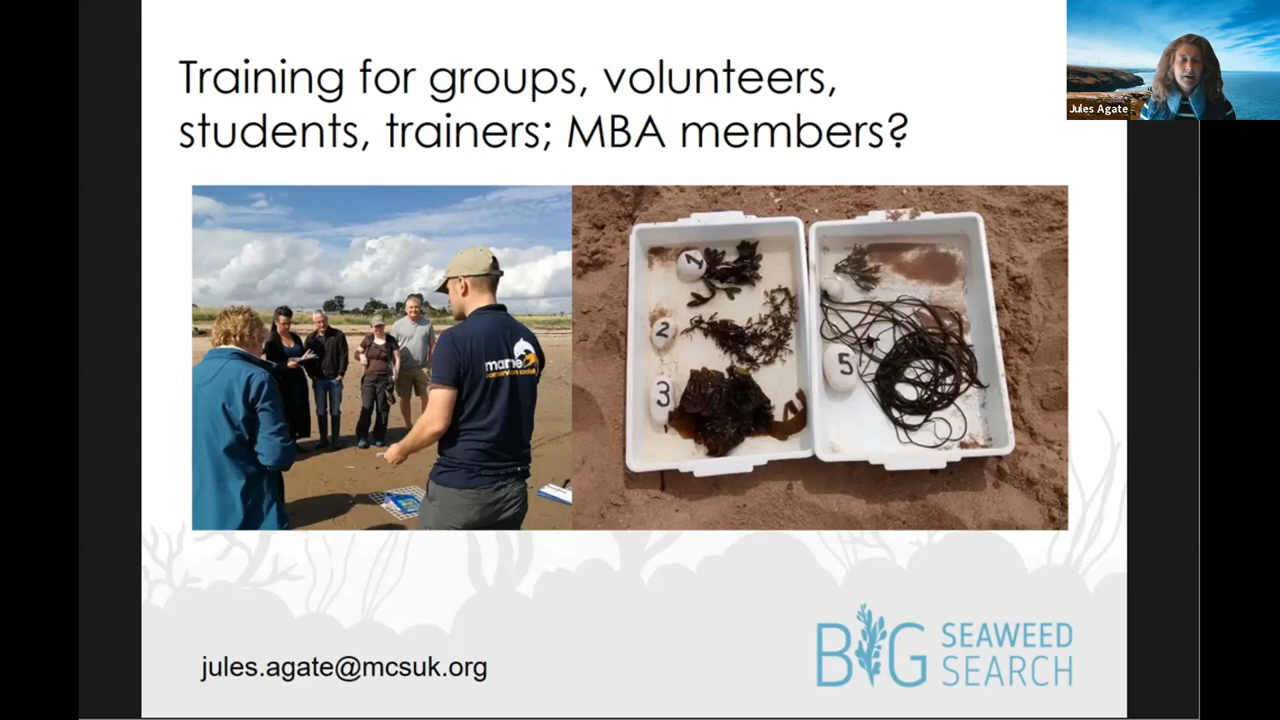 Training for groups, volunteers,
students, trainers; MBA members?
Jules Agate
1
2
3
5
jules.agate@mcsuk.org
BIG SEAWEED
SEARCH